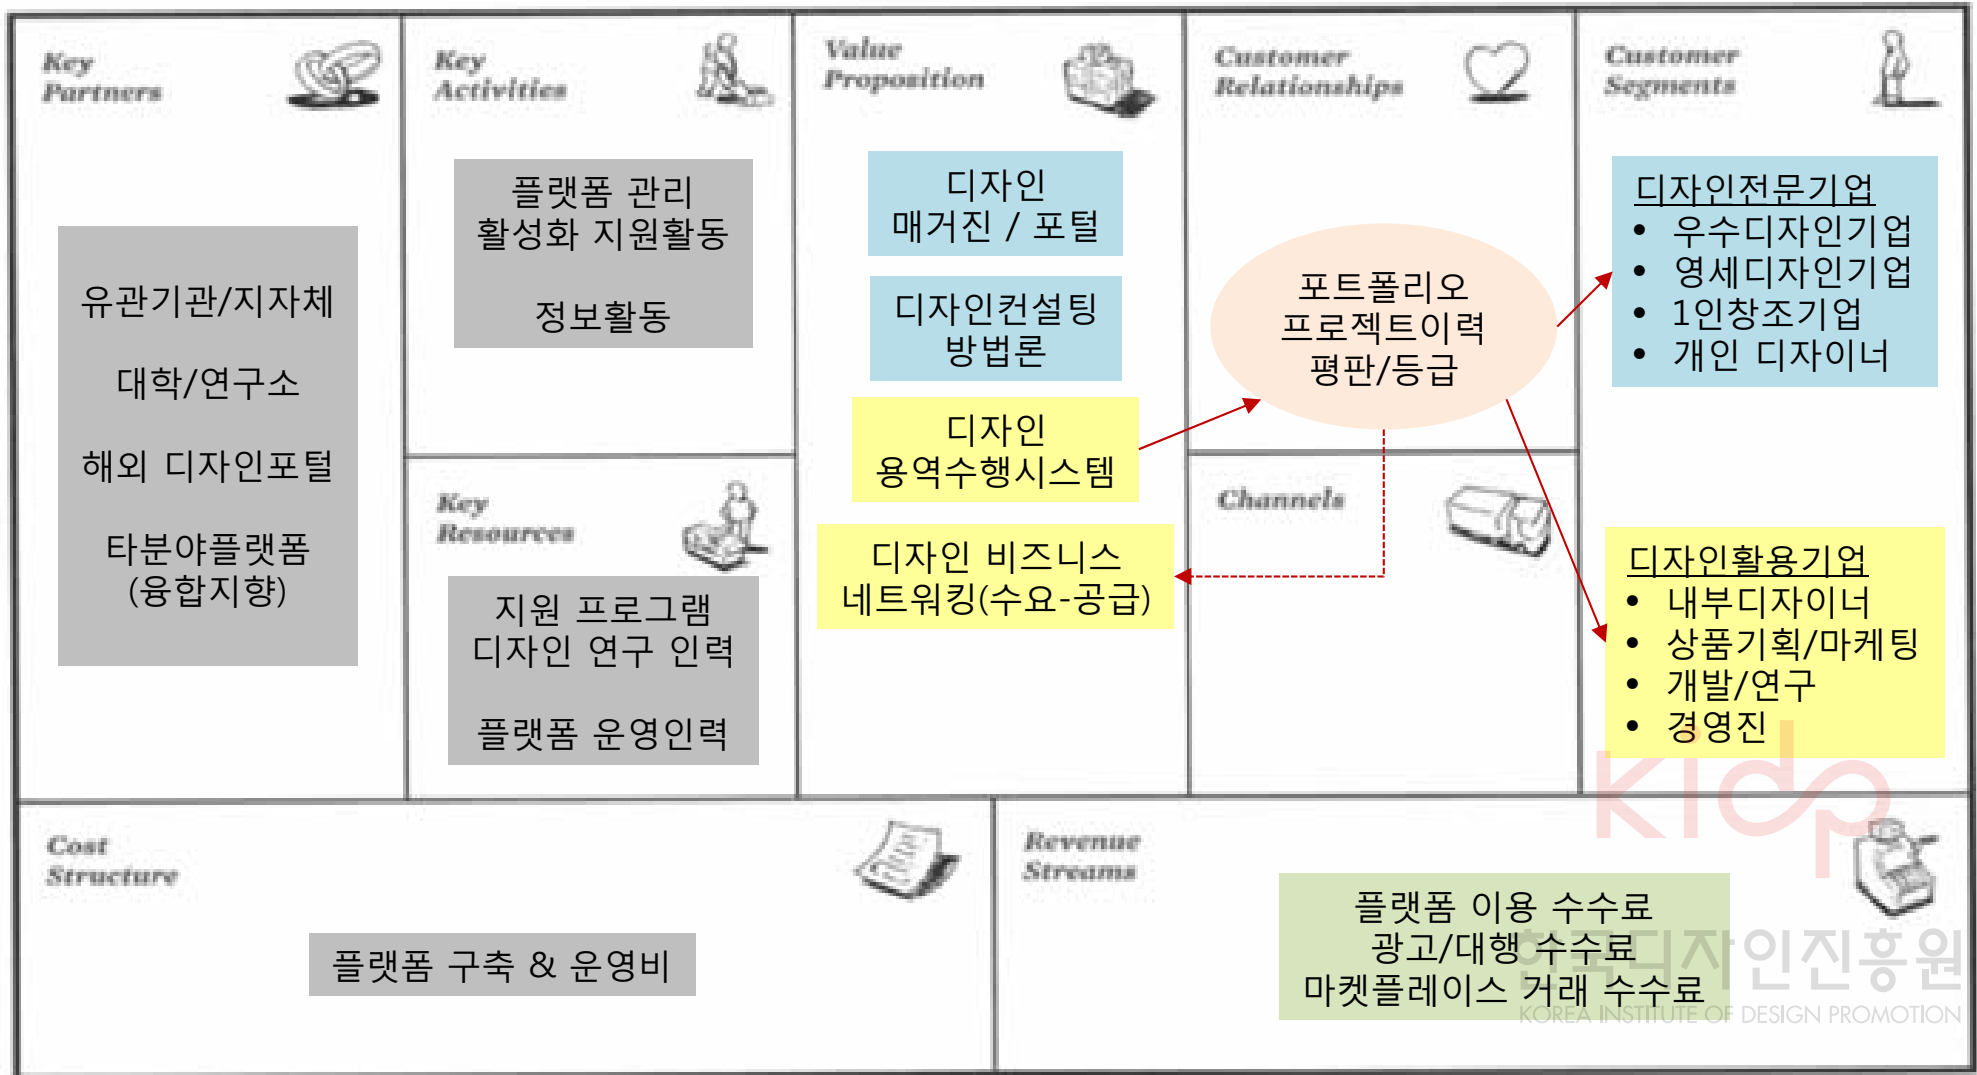 Key
Partners
유관기관/지자체
대학/연구소
해외 디자인포털
타분야플랫폼
(융합지향)
Key
Activities
플랫폼 관리
활성화 지원활동
정보활동
Key
Resources
지원 프로그램
디자인 연구 인력
플랫폼 운영인력
Value
Proposition
디자인
매거진 / 포털
디자인컨설팅
방법론
디자인
용역수행시스템
디자인 비즈니스
네트워킹(수요-공급)
Customer
Relationships
포트폴리오
프로젝트이력
평판/등급
Channels
Customer
Segments
디자인전문기업
• 우수디자인기업
• 영세디자인기업
• 1인창조기업
• 개인 디자이너
디자인활용기업
• 내부디자이너
• 상품기획/마케팅
• 개발/연구
• 경영진
Cost
Structure
플랫폼 구축 & 운영비
Revenue
Streams
플랫폼 이용 수수료
광고/대행 수수료
마켓플레이스 거래 수수료
kidp
한국디자인진흥원
KOREA INSTITUTE OF DESIGN PROMOTION